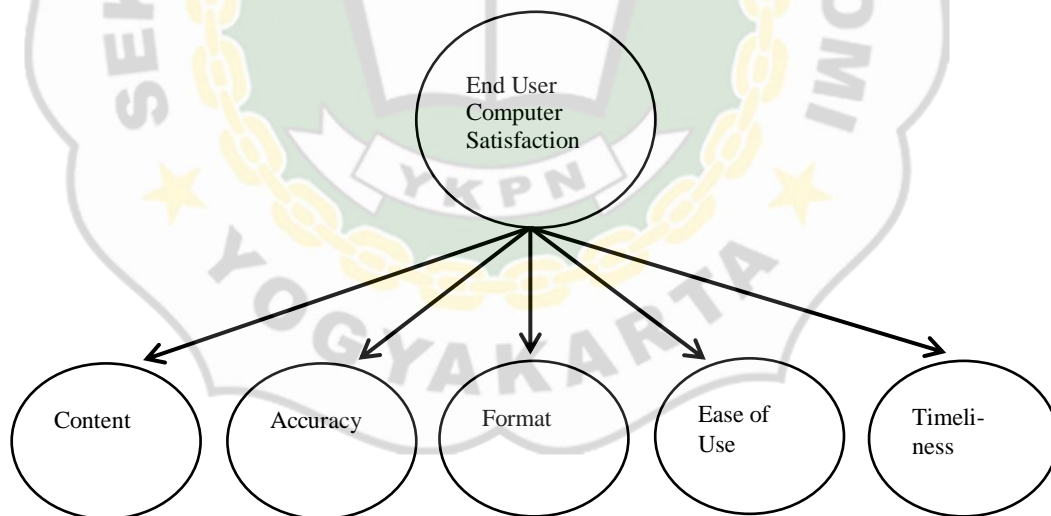 End User
Computer
Satisfaction
YKPN
YOGYAKARTA
Content
Accuracy
Format
Ease of
Use
Timeli-
ness